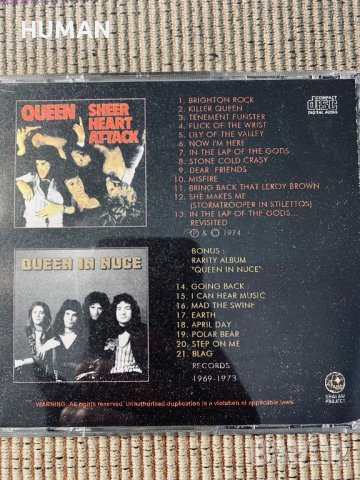 HUMAN
QUEEN SHEER
HEART
ATTACK
COMPACT
disc
DIGITAL AUDIO
1. BRIGHTON ROCK
2. KILLER QUEEN
3. TENEMENT FUNSTER
4. FLICK OF THE WRIST
5. LILY OF THE VALLEY
6. NOW I'M HERE
7. IN THE LAP OF THE GODS...
8. STONE COLD CRASY
9. DEAR FRIENDS
10. MISFIRE
11. BRING BACK THAT LEROY BROWN
12. SHE MAKES ME
(STORMTROOPER IN STILETTOS)
13. IN THE LAP OF THE GODS...
REVISITED
℗ & © 1974
QUEEN IN NUCE
BONUS :
RARITY ALBUM
"QUEEN IN NUCE"
14. GOING BACK
15. I CAN HEAR MUSIC
16. MAD THE SWINE
17. EARTH
18. APRIL DAY
19. POLAR BEAR
20. STEP ON ME
21. BLAG
RECORDS
1969-1973
WARNING: All rights reserved. Unauthorised duplication is a violation of applicable laws.
PROJECT